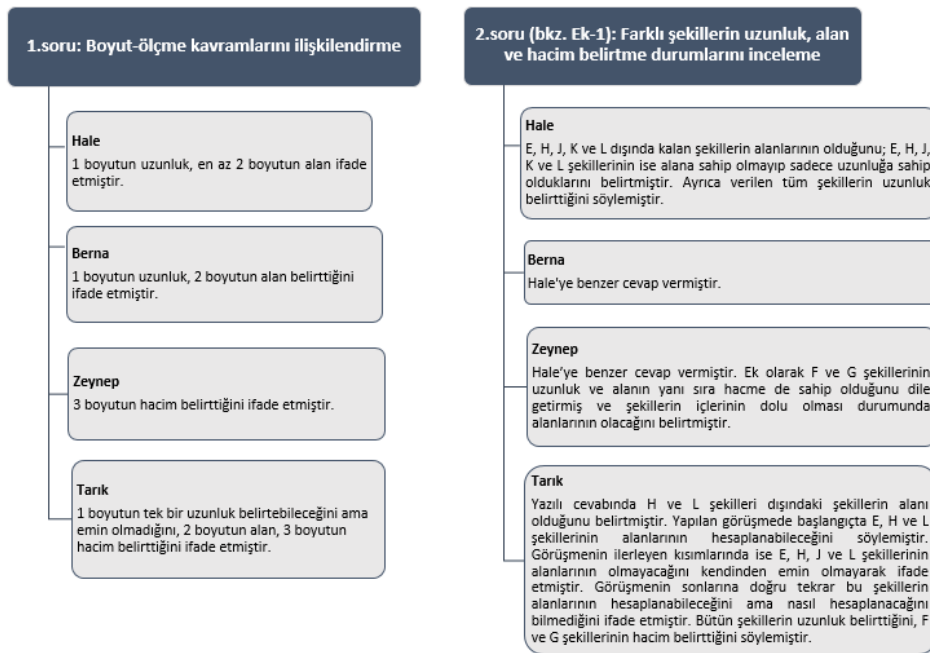 1.soru: Boyut-ölçme kavramlarını ilişkilendirme
Hale
1 boyutun uzunluk, en az 2 boyutun alan ifade
etmiştir.
Berna
1 boyutun uzunluk, 2 boyutun alan belirttiğini
ifade etmiştir.
Zeynep
3 boyutun hacim belirttiğini ifade etmiştir.
Tarık
1 boyutun tek bir uzunluk belirtebileceğini ama
emin olmadığını, 2 boyutun alan, 3 boyutun
hacim belirttiğini ifade etmiştir.
2.soru (bkz. Ek-1): Farklı şekillerin uzunluk, alan
ve hacim belirtme durumlarını inceleme
Hale
E, H, J, K ve L dışında kalan şekillerin alanlarının olduğunu; E, H, J,
K ve L şekillerinin ise alana sahip olmayıp sadece uzunluğa sahip
olduklarını belirtmiştir. Ayrıca verilen tüm şekillerin uzunluk
belirttiğini söylemiştir.
Berna
Hale'ye benzer cevap vermiştir.
Zeynep
Hale'ye benzer cevap vermiştir. Ek olarak F ve G şekillerinin
uzunluk ve alanın yanı sıra hacme de sahip olduğunu dile
getirmiş ve şekillerin içlerinin dolu olması durumunda
alanlarının olacağını belirtmiştir.
Tarık
Yazılı cevabında H ve L şekilleri dışındaki şekillerin alanı
olduğunu belirtmiştir. Yapılan görüşmede başlangıçta E, H ve L
şekillerinin alanlarının hesaplanabileceğini söylemiştir.
Görüşmenin ilerleyen kısımlarında ise E, H, J ve L şekillerinin
alanlarının olmayacağını kendinden emin olmayarak ifade
etmiştir. Görüşmenin sonlarına doğru tekrar bu şekillerin
alanlarının hesaplanabileceğini ama nasıl hesaplanacağını
bilmediğini ifade etmiştir. Bütün şekillerin uzunluk belirttiğini, F
ve G şekillerinin hacim belirttiğini söylemiştir.